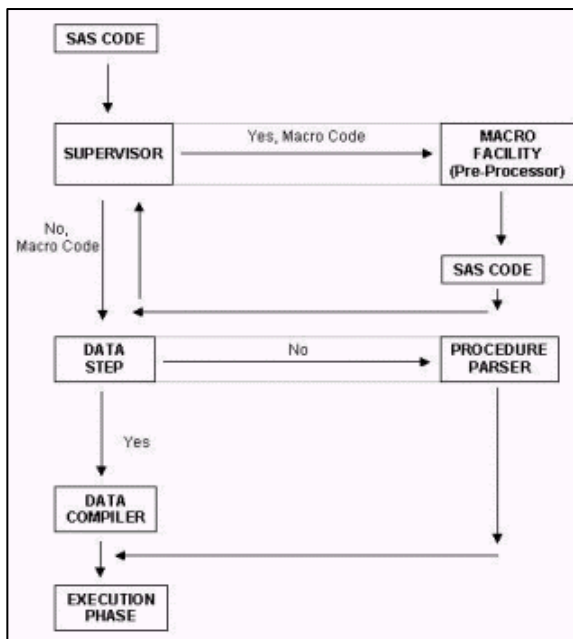 SAS CODE
SUPERVISOR
Yes, Macro Code
MACRO
FACILITY
(Pre-Processor)
No,
Macro Code
SAS CODE
DATA
STEP
No
PROCEDURE
PARSER
Yes
DATA
COMPILER
EXECUTION
PHASE